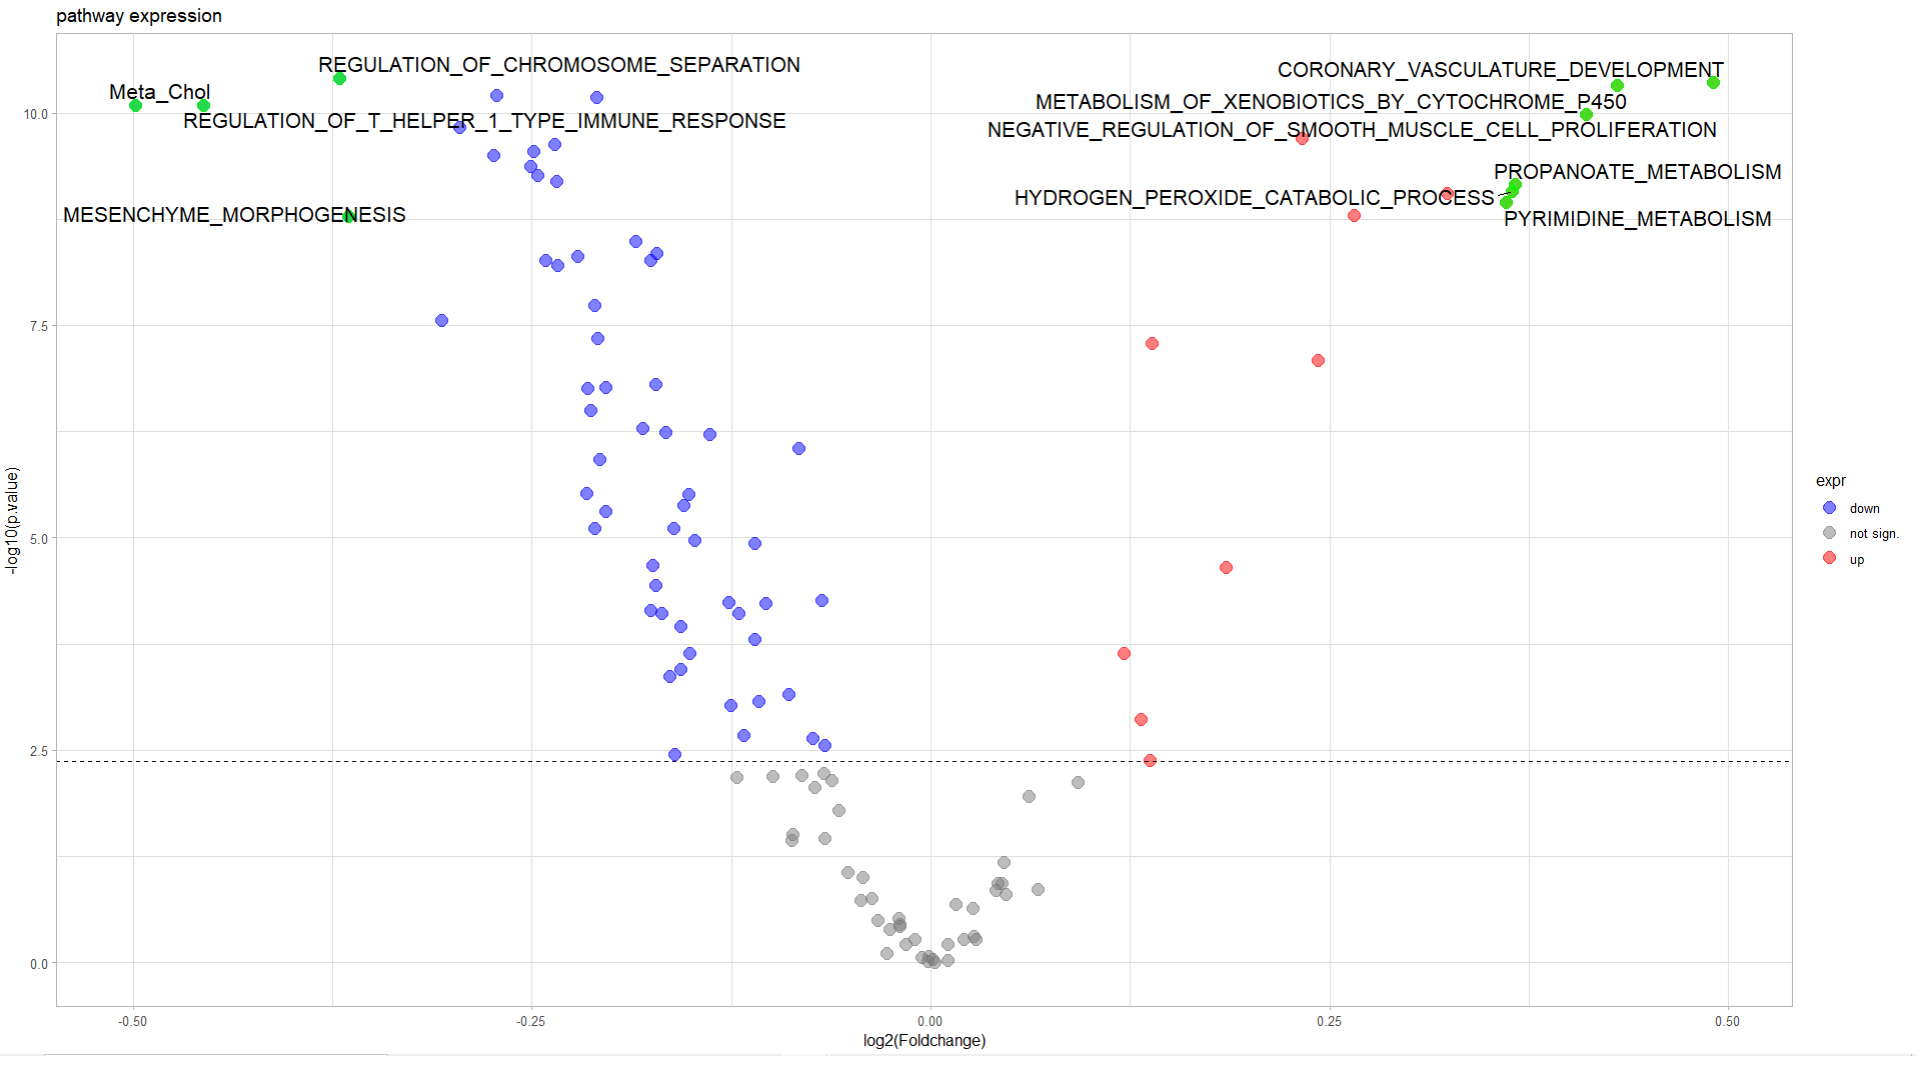 pathway expression
REGULATION_OF_CHROMOSOME_SEPARATION
CORONARY_VASCULATURE_DEVELOPMENT
Meta_Chol
METABOLISM_OF_XENOBIOTICS_BY_CYTOCHROME_P450
10.0
REGULATION_OF_T_HELPER_1_TYPE_IMMUNE_RESPONSE
NEGATIVE_REGULATION_OF_SMOOTH_MUSCLE_CELL_PROLIFERATION
PROPANOATE_METABOLISM
HYDROGEN_PEROXIDE_CATABOLIC_PROCESS
MESENCHYME_MORPHOGENESIS
PYRIMIDINE_METABOLISM
7.5
-log10(p.value)
expr
down
not sign.
up
5.0
2.5
0.0
-0.50
-0.25
0.00
0.25
0.50
log2(Foldchange)